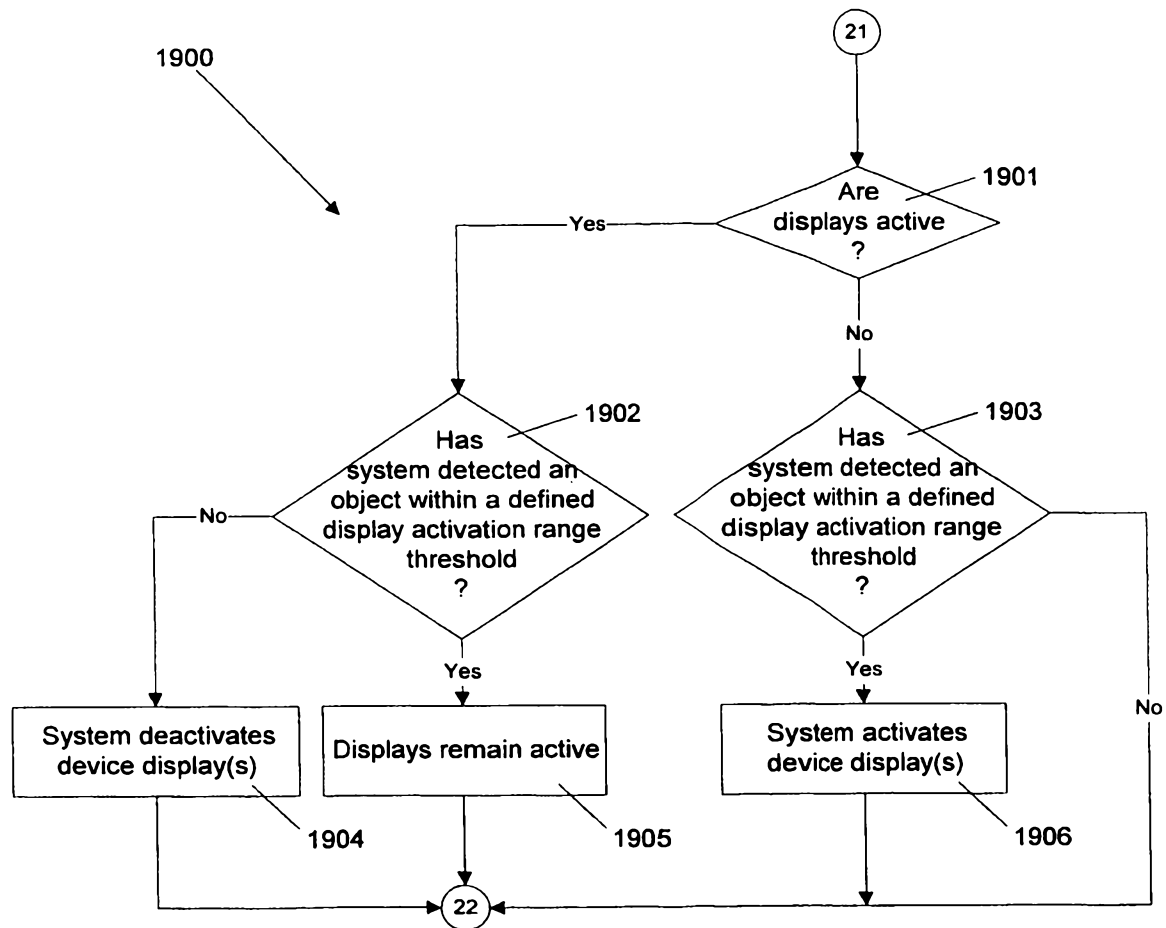 21
1900
1901
Are
displays active
?
Yes
No
1902
Has
system detected an
object within a defined
display activation range
threshold
?
1903
Has
system detected an
object within a defined
display activation range
threshold
?
No
Yes
Yes
No
System deactivates
device display(s)
Displays remain active
System activates
device display(s)
1904
1905
1906
22